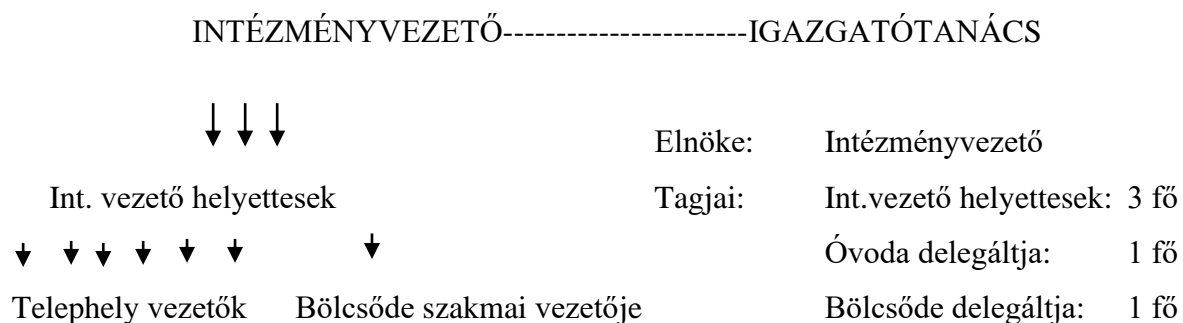 INTÉZMÉNYVEZETŐ-----------------------IGAZGATÓTANÁCS
Elnöke: Intézményvezető
Int. vezető helyettesek Tagjai: Int.vezető helyettesek: 3 fő
Óvoda delegáltja: 1 fő
Telephely vezetők Bölcsőde szakmai vezetője Bölcsőde delegáltja: 1 fő